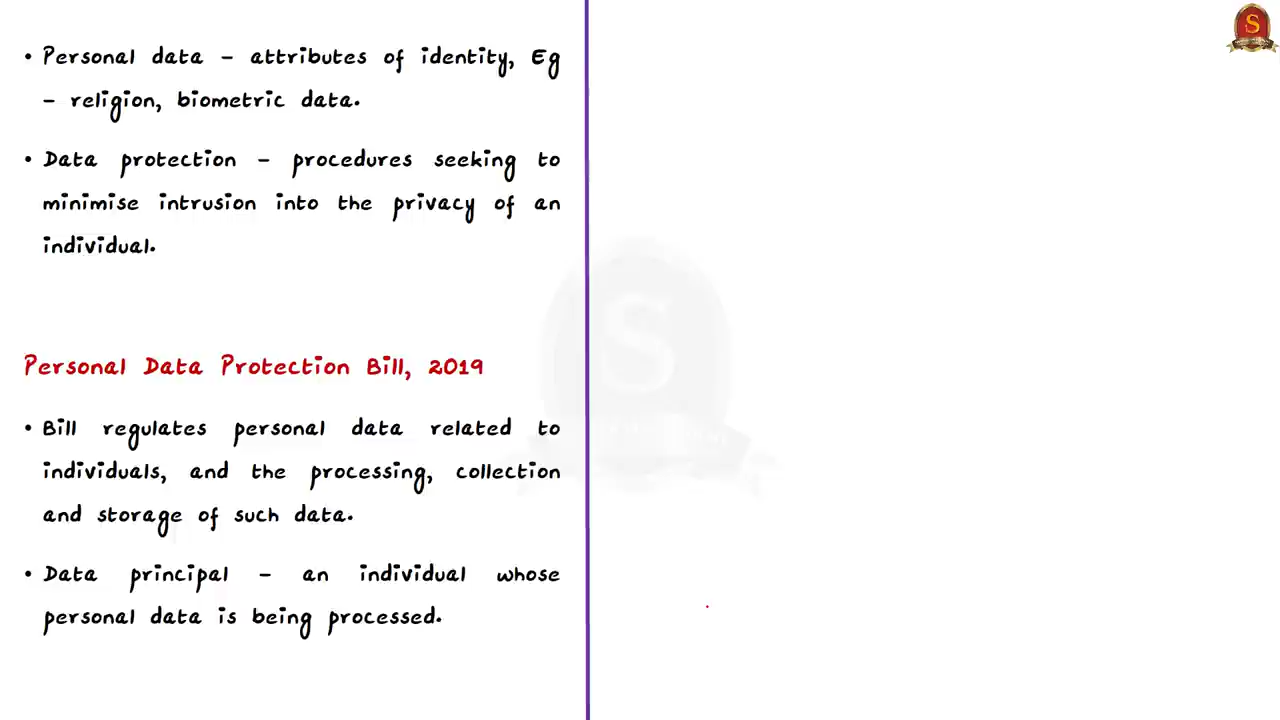 • Personal data – attributes of identity, Eg
– religion, biometric data.
• Data protection – procedures seeking to
minimise intrusion into the privacy of an
individual.
Personal Data Protection Bill, 2019
• Bill regulates personal data related to
individuals, and the processing, collection
and storage of such data.
• Data principal – an individual whose
personal data is being processed.
S
S